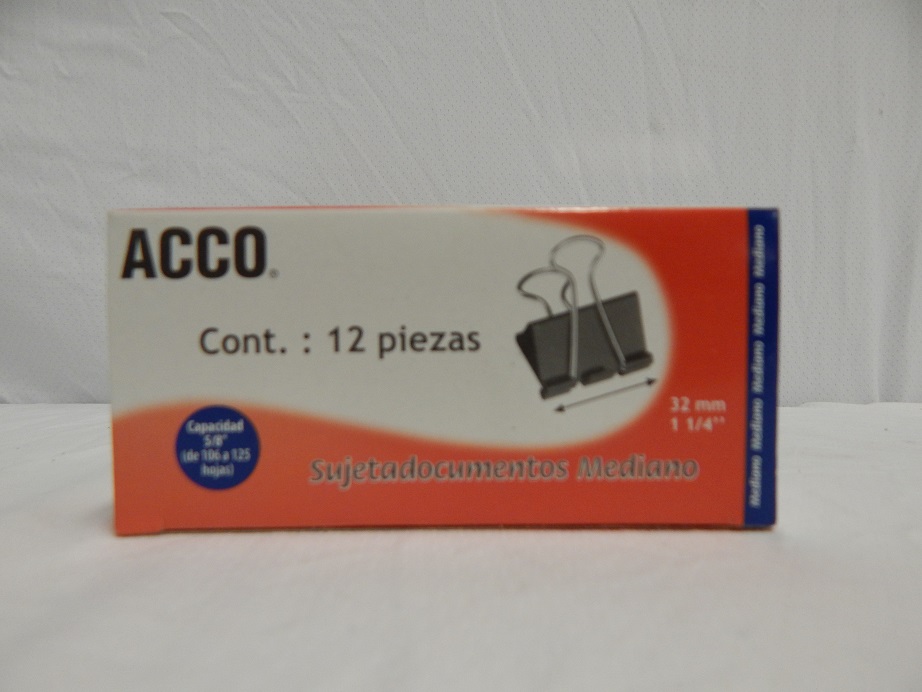 ACCO®
Cont. : 12 piezas
32 mm
1 1/4"
Capacidad
5/8"
(de 106 a 125
hojas)
Sujetadocumentos Mediano
Mediano Mediano Mediano Mediano Mediano